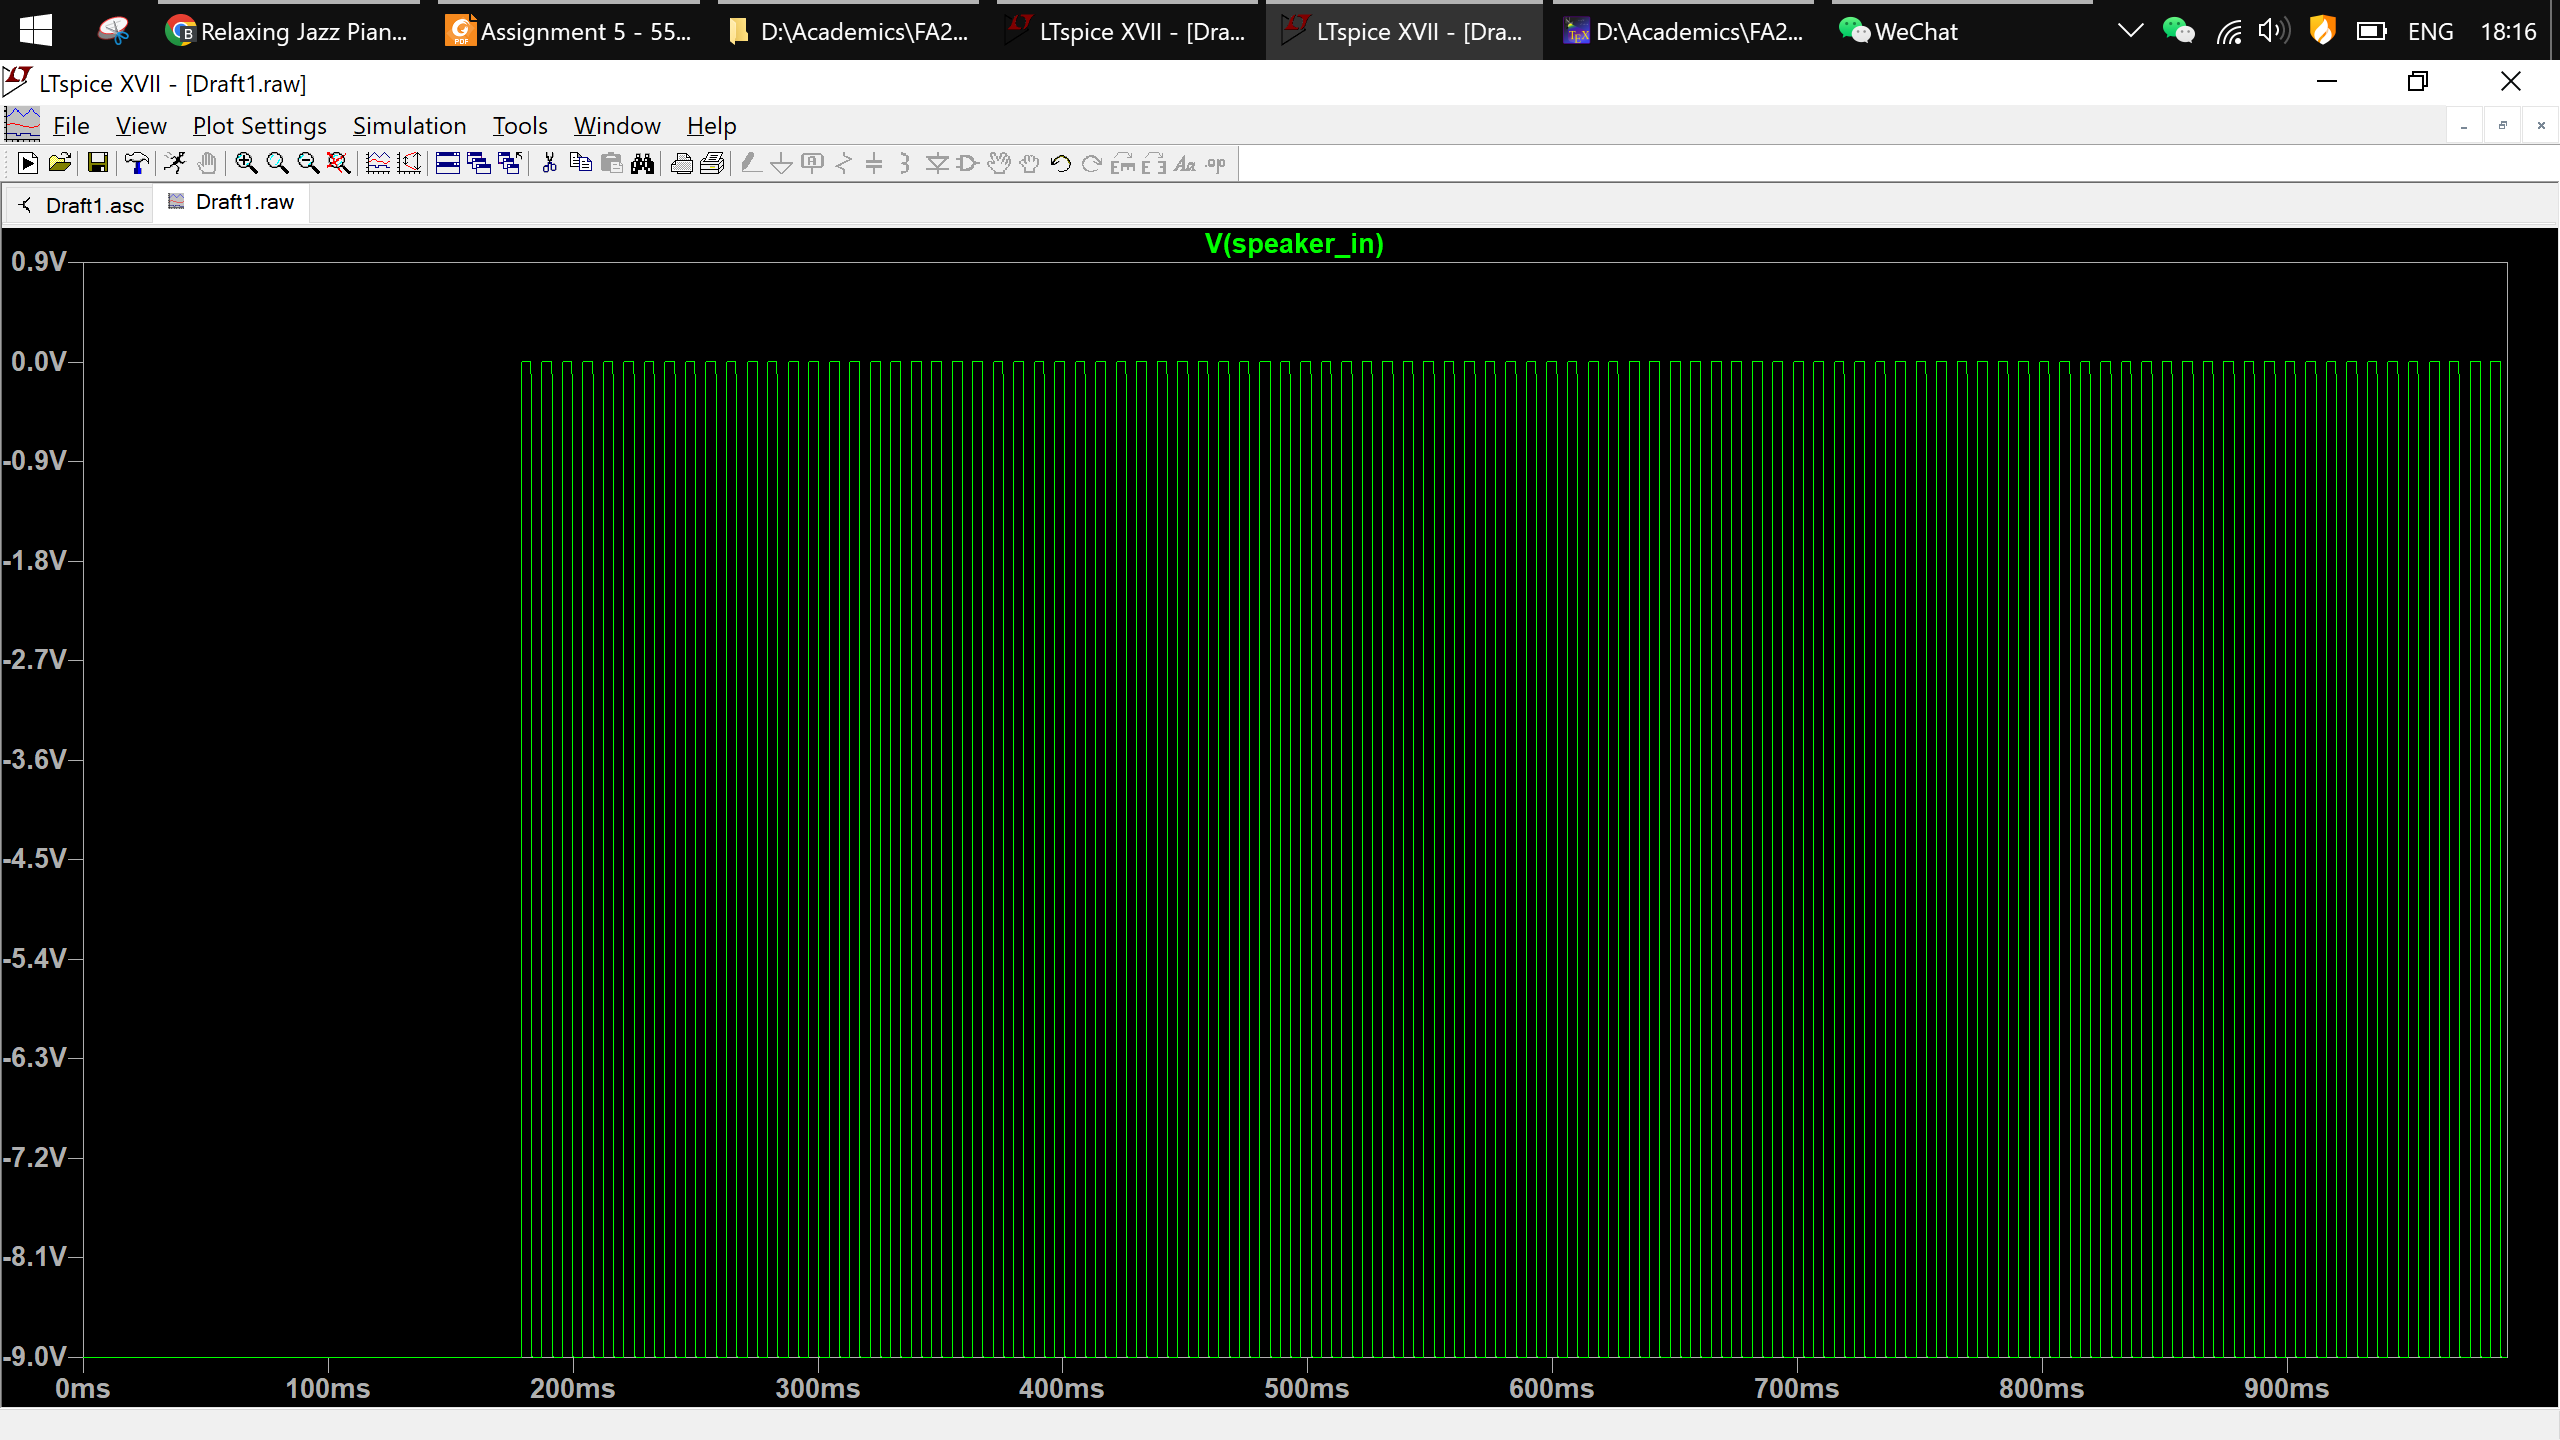 Relaxing Jazz Pian...
Assignment 5 - 55...
D:\Academics\FA2...
LTspice XVII - [Dra...
LTspice XVII - [Dra...
D:\Academics\FA2...
WeChat
ENG
18:16
LTspice XVII - [Draft1.raw]
File View Plot Settings Simulation Tools Window Help
Draft1.asc Draft1.raw
V(speaker_in)
0.9V
0.0V
-0.9V
-1.8V
-2.7V
-3.6V
-4.5V
-5.4V
-6.3V
-7.2V
-8.1V
-9.0V
0ms 100ms 200ms 300ms 400ms 500ms 600ms 700ms 800ms 900ms